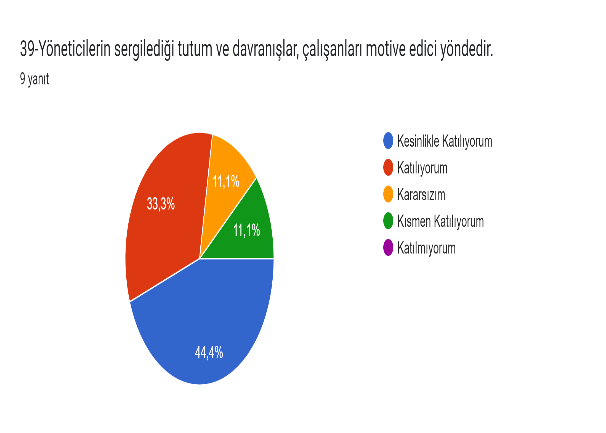 39-Yöneticilerin sergilediği tutum ve davranışlar, çalışanları motive edici yöndedir.
9 yanıt
Kesinlikle Katılıyorum
Katılıyorum
Kararsızım
Kısmen Katılıyorum
Katılmıyorum
11,1%
33,3%
11,1%
44,4%